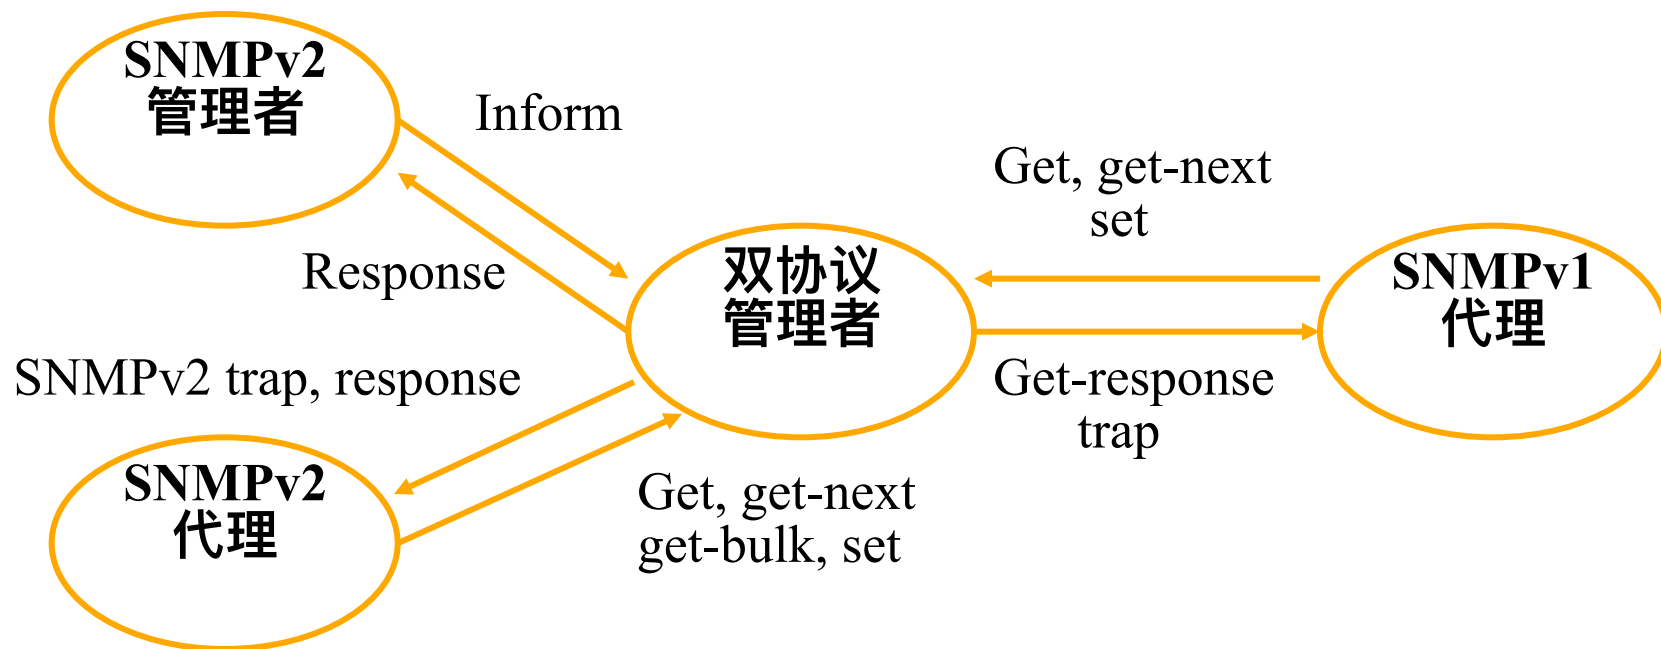 SNMPv2
管理者
Inform
Response
Get, get-next
set
双协议
管理者
SNMPv1
代理
SNMPv2 trap, response
Get-response
trap
SNMPv2
代理
Get, get-next
get-bulk, set